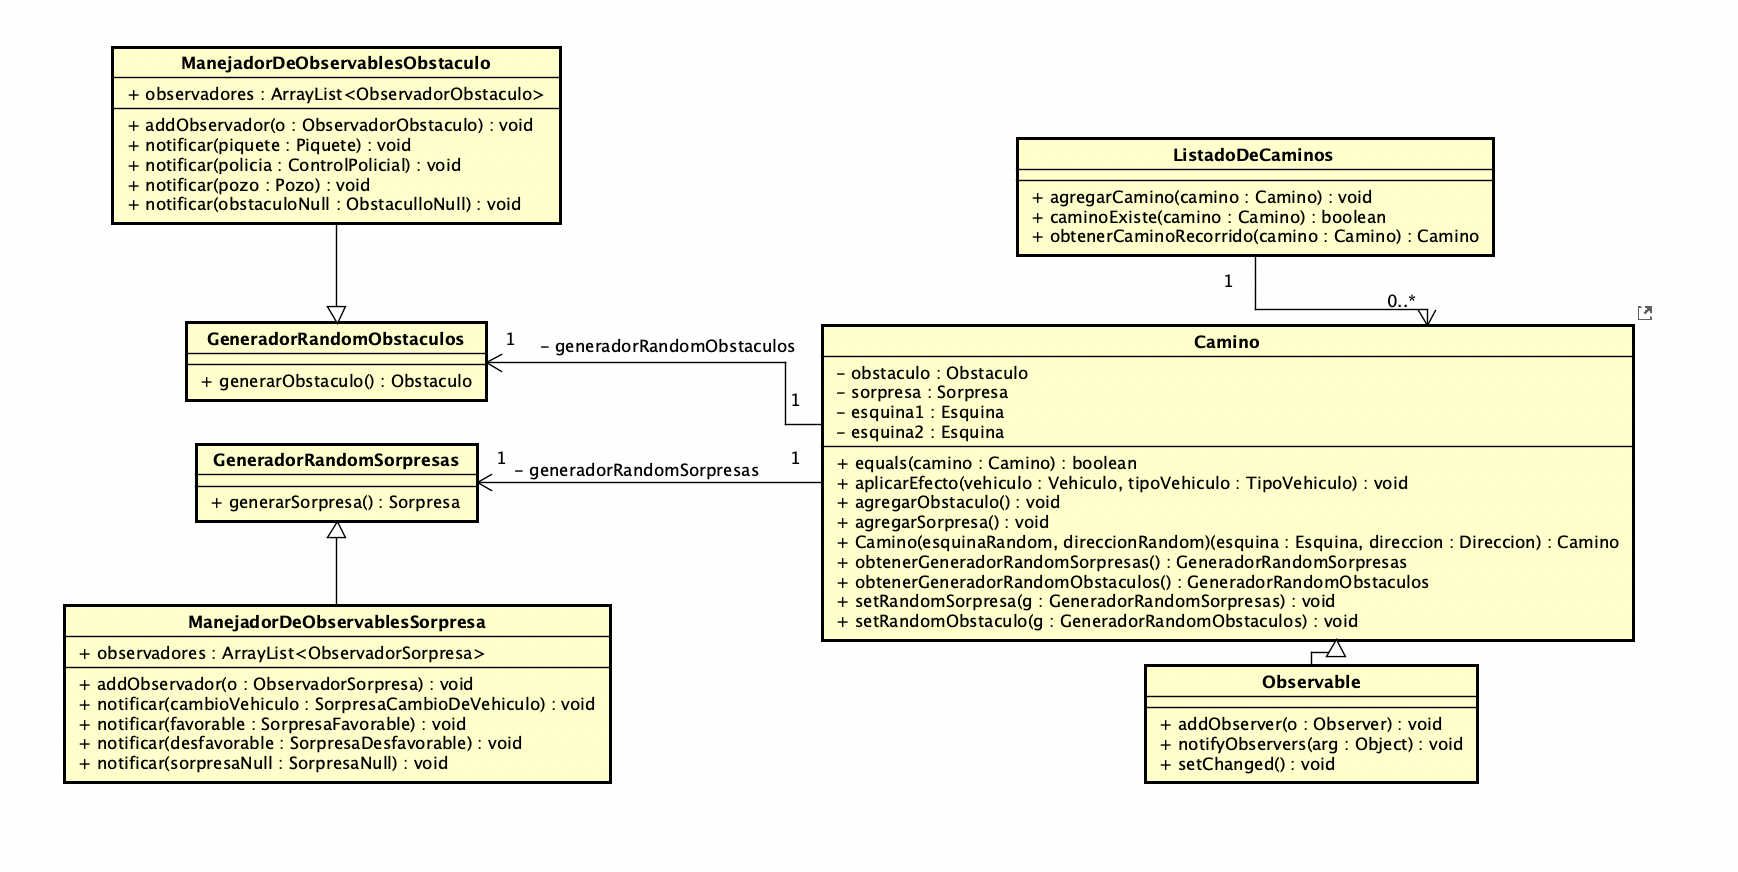 ManejadorDeObservablesObstaculo
+ observadores : ArrayList<ObservadorObstaculo>
+ addObservador(o : ObservadorObstaculo) : void
+ notificar(piquete : Piquete) : void
+ notificar(policia : ControlPolicial) : void
+ notificar(pozo : Pozo) : void
+ notificar(obstaculoNull : ObstaculloNull) : void
GeneradorRandomObstaculos
+ generarObstaculo() : Obstaculo
1
- generadorRandomObstaculos
1
GeneradorRandomSorpresas
+ generarSorpresa() : Sorpresa
1
- generadorRandomSorpresas
1
ManejadorDeObservablesSorpresa
+ observadores : ArrayList<ObservadorSorpresa>
+ addObservador(o : ObservadorSorpresa) : void
+ notificar(cambioVehiculo : SorpresaCambioDeVehiculo) : void
+ notificar(favorable : SorpresaFavorable) : void
+ notificar(desfavorable : SorpresaDesfavorable) : void
+ notificar(sorpresaNull : SorpresaNull) : void
ListadoDeCaminos
+ agregarCamino(camino : Camino) : void
+ caminoExiste(camino : Camino) : boolean
+ obtenerCaminoRecorrido(camino : Camino) : Camino
1
0..*
Camino
- obstaculo : Obstaculo
- sorpresa : Sorpresa
- esquina1 : Esquina
- esquina2 : Esquina
+ equals(camino : Camino) : boolean
+ aplicarEfecto(vehiculo : Vehiculo, tipoVehiculo : TipoVehiculo) : void
+ agregarObstaculo() : void
+ agregarSorpresa() : void
+ Camino(esquinaRandom, direccionRandom)(esquina : Esquina, direccion : Direccion) : Camino
+ obtenerGeneradorRandomSorpresas() : GeneradorRandomSorpresas
+ obtenerGeneradorRandomObstaculos() : GeneradorRandomObstaculos
+ setRandomSorpresa(g : GeneradorRandomSorpresas) : void
+ setRandomObstaculo(g : GeneradorRandomObstaculos) : void
Observable
+ addObserver(o : Observer) : void
+ notifyObservers(arg : Object) : void
+ setChanged() : void